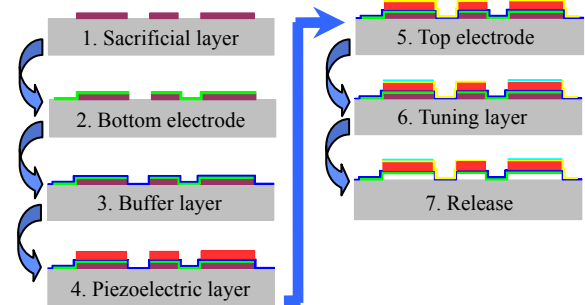 1. Sacrificial layer
2. Bottom electrode
3. Buffer layer
4. Piezoelectric layer
5. Top electrode
6. Tuning layer
7. Release